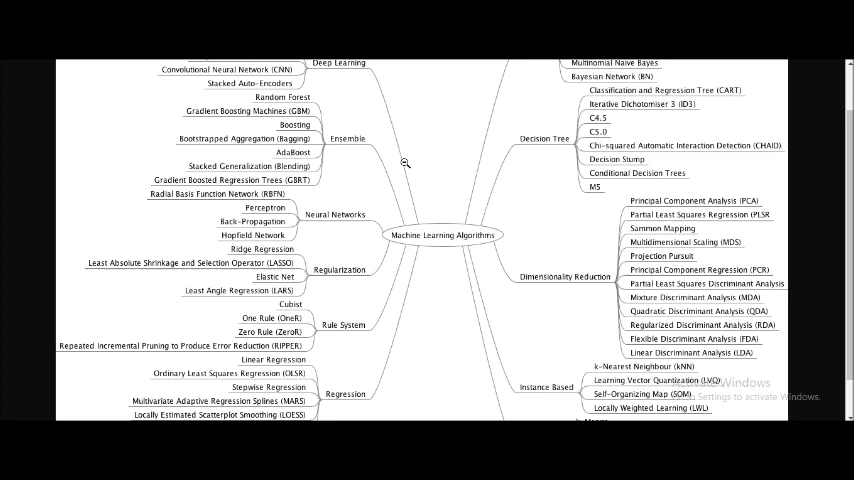 Deep Learning
Convolutional Neural Network (CNN)
Stacked Auto-Encoders
Random Forest
Gradient Boosting Machines (GBM)
Boosting
Bootstrapped Aggregation (Bagging)
Ensemble
AdaBoost
Stacked Generalization (Blending)
Gradient Boosted Regression Trees (GBRT)
Radial Basis Function Network (RBFN)
Perceptron
Neural Networks
Back-Propagation
Hopfield Network
Ridge Regression
Least Absolute Shrinkage and Selection Operator (LASSO)
Regularization
Elastic Net
Least Angle Regression (LARS)
Cubist
One Rule (OneR)
Rule System
Zero Rule (ZeroR)
Repeated Incremental Pruning to Produce Error Reduction (RIPPER)
Linear Regression
Ordinary Least Squares Regression (OLSR)
Stepwise Regression
Regression
Multivariate Adaptive Regression Splines (MARS)
Locally Estimated Scatterplot Smoothing (LOESS)
Machine Learning Algorithms
Multinomial Naive Bayes
Bayesian Network (BN)
Classification and Regression Tree (CART)
Iterative Dichotomiser 3 (ID3)
C4.5
C5.0
Decision Tree
Chi-squared Automatic Interaction Detection (CHAID)
Decision Stump
Conditional Decision Trees
M5
Principal Component Analysis (PCA)
Partial Least Squares Regression (PLSR
Sammon Mapping
Multidimensional Scaling (MDS)
Projection Pursuit
Principal Component Regression (PCR)
Dimensionality Reduction
Partial Least Squares Discriminant Analysis
Mixture Discriminant Analysis (MDA)
Quadratic Discriminant Analysis (QDA)
Regularized Discriminant Analysis (RDA)
Flexible Discriminant Analysis (FDA)
Linear Discriminant Analysis (LDA)
k-Nearest Neighbour (kNN)
Learning Vector Quantization (LVQ)
Instance Based
Self-Organizing Map (SOM)
Locally Weighted Learning (LWL)
Activate Windows
Settings to activate Windows.